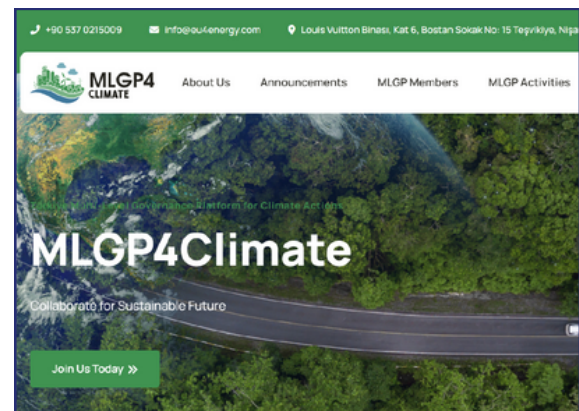 +90 537 0215009 info@eu4energy.com Louis Vuitton Binası, Kat 6, Bostan Sokak No: 15 Teşvikiye, Nişa
MLGP4
CLIMATE
About Us Announcements MLGP Members MLGP Activities
Level Governance Platform for Climate Actions
MLGP4Climate
Collaborate for Sustainable Future
Join Us Today »